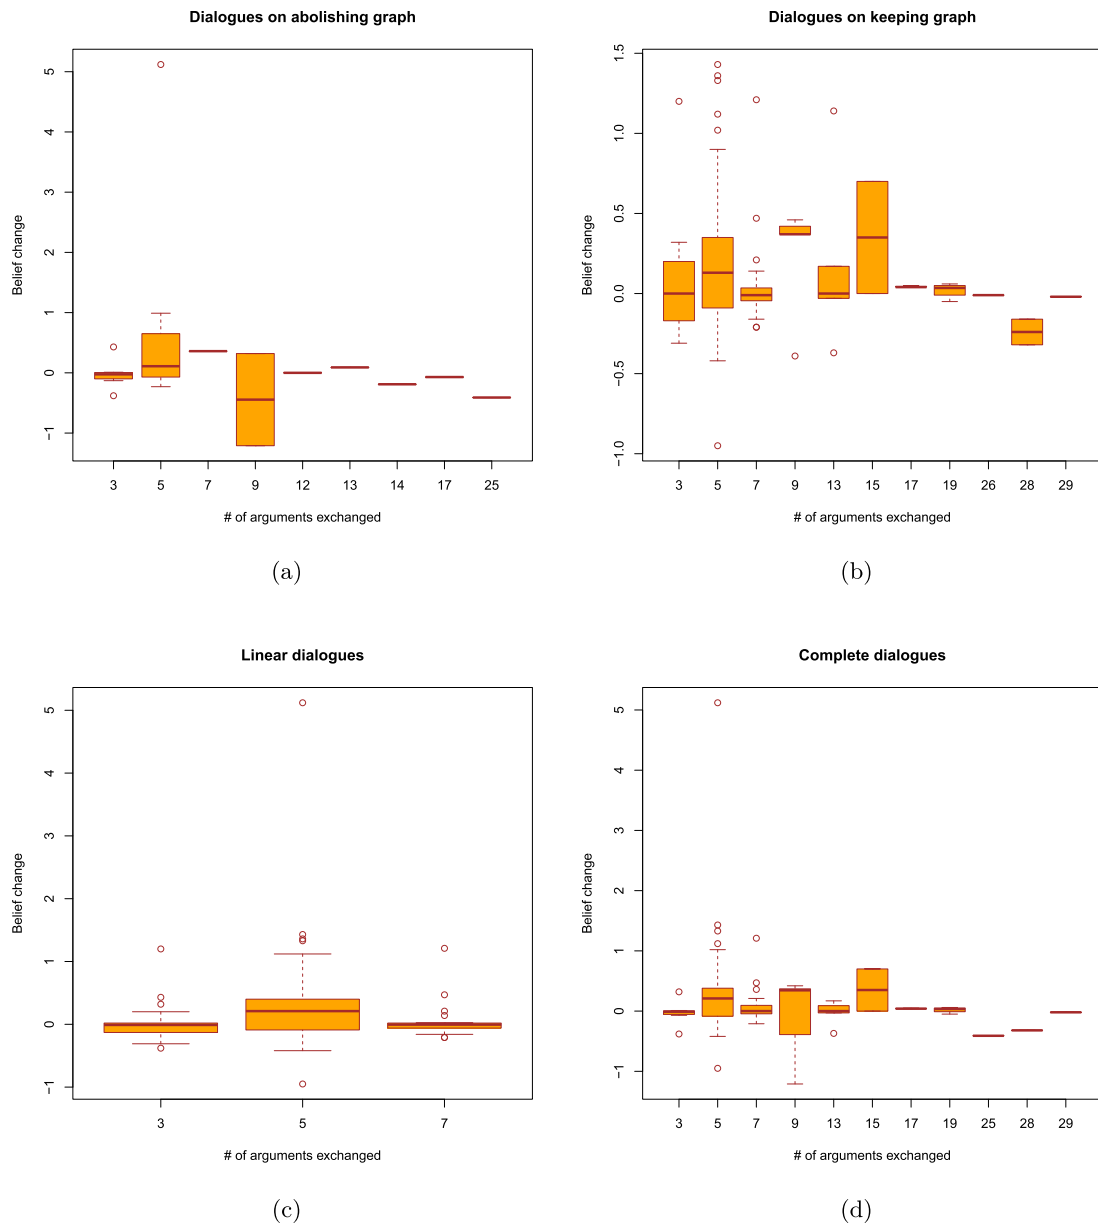 Dialogues on abolishing graph
Belief change
5
4
3
2
1
0
−1
3 5 7 9 12 13 14 17 25
# of arguments exchanged
(a)
Dialogues on keeping graph
Belief change
1.5
1.0
0.5
0.0
−0.5
−1.0
3 5 7 9 13 15 17 19 26 28 29
# of arguments exchanged
(b)
Linear dialogues
Belief change
5
4
3
2
1
0
−1
3 5 7
# of arguments exchanged
(c)
Complete dialogues
Belief change
5
4
3
2
1
0
−1
3 5 7 9 13 15 17 19 25 28 29
# of arguments exchanged
(d)